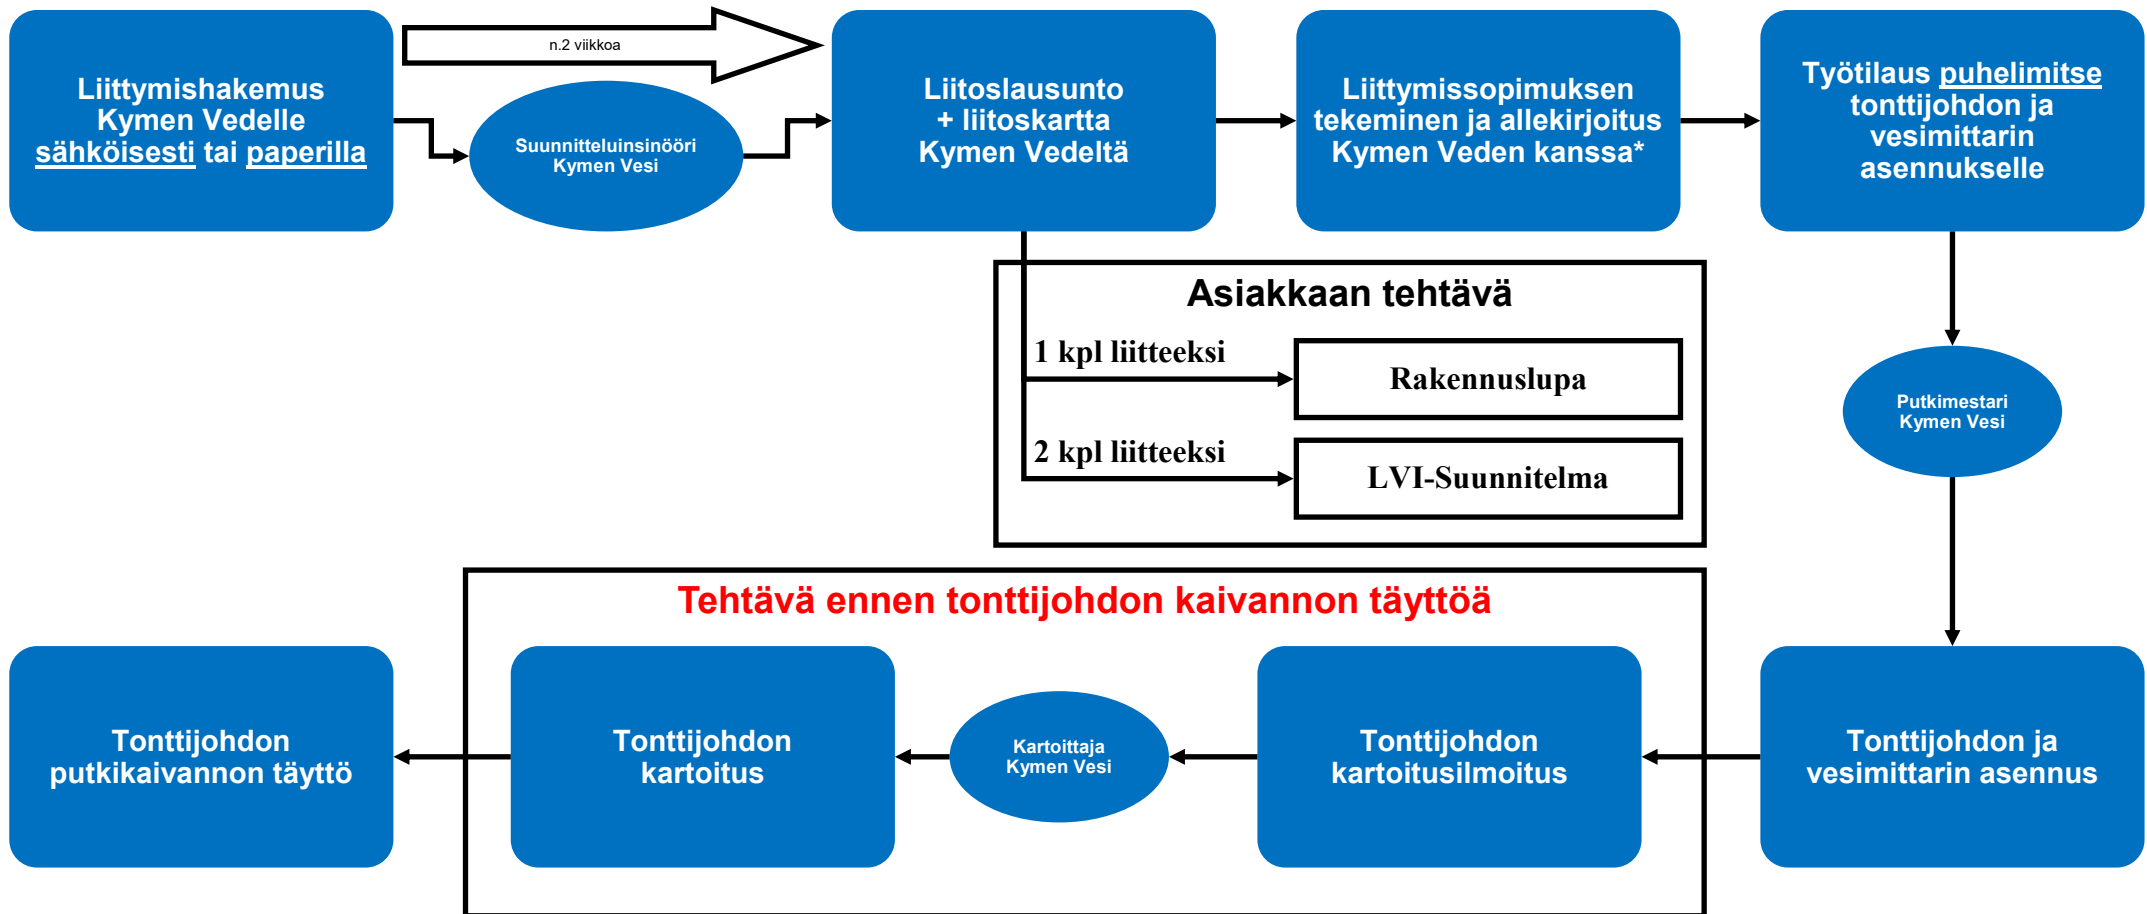 Liittymishakemus
Kymen Vedelle
sähköisesti tai paperilla
n.2 viikkoa
Suunnitteluinsinööri
Kymen Vesi
Liitoslausunto
+ liitoskartta
Kymen Vedeltä
Liittymissopimuksen
tekeminen ja allekirjoitus
Kymen Veden kanssa*
Työtilaus puhelimitse
tonttijohdon ja
vesimittarin
asennukselle
Asiakkaan tehtävä
1 kpl liitteeksi
Rakennuslupa
2 kpl liitteeksi
LVI-Suunnitelma
Putkimestari
Kymen Vesi
Tehtävä ennen tonttijohdon kaivannon täyttöä
Tonttijohdon
putkikaivannon täyttö
Tonttijohdon
kartoitus
Kartoittaja
Kymen Vesi
Tonttijohdon
kartoitusilmoitus
Tonttijohdon ja
vesimittarin asennus